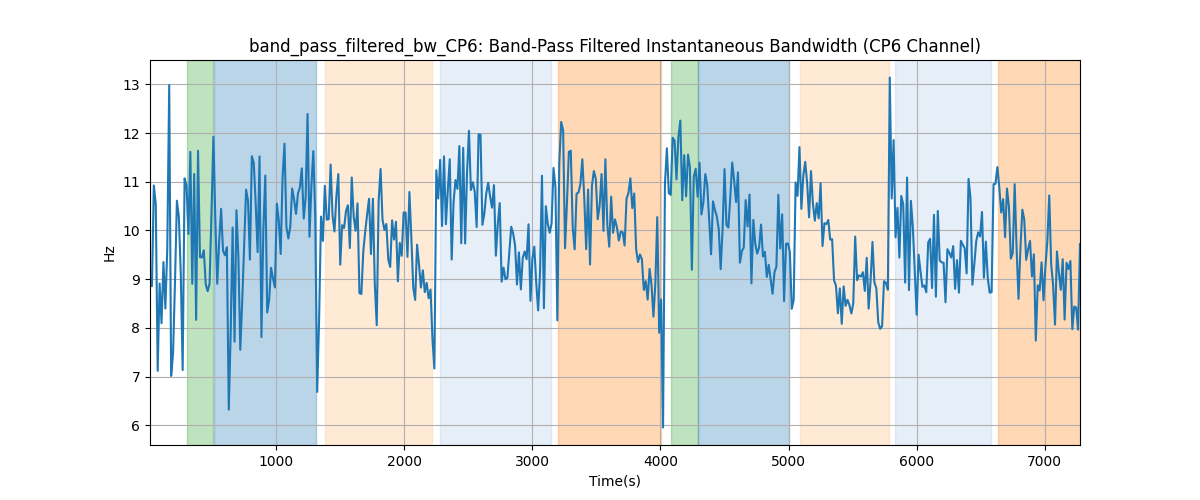 band_pass_filtered_bw_CP6: Band-Pass Filtered Instantaneous Bandwidth (CP6 Channel)
13
12
11
10
9
8
7
6
Hz
1000 2000 3000 4000 5000 6000 7000
Time(s)